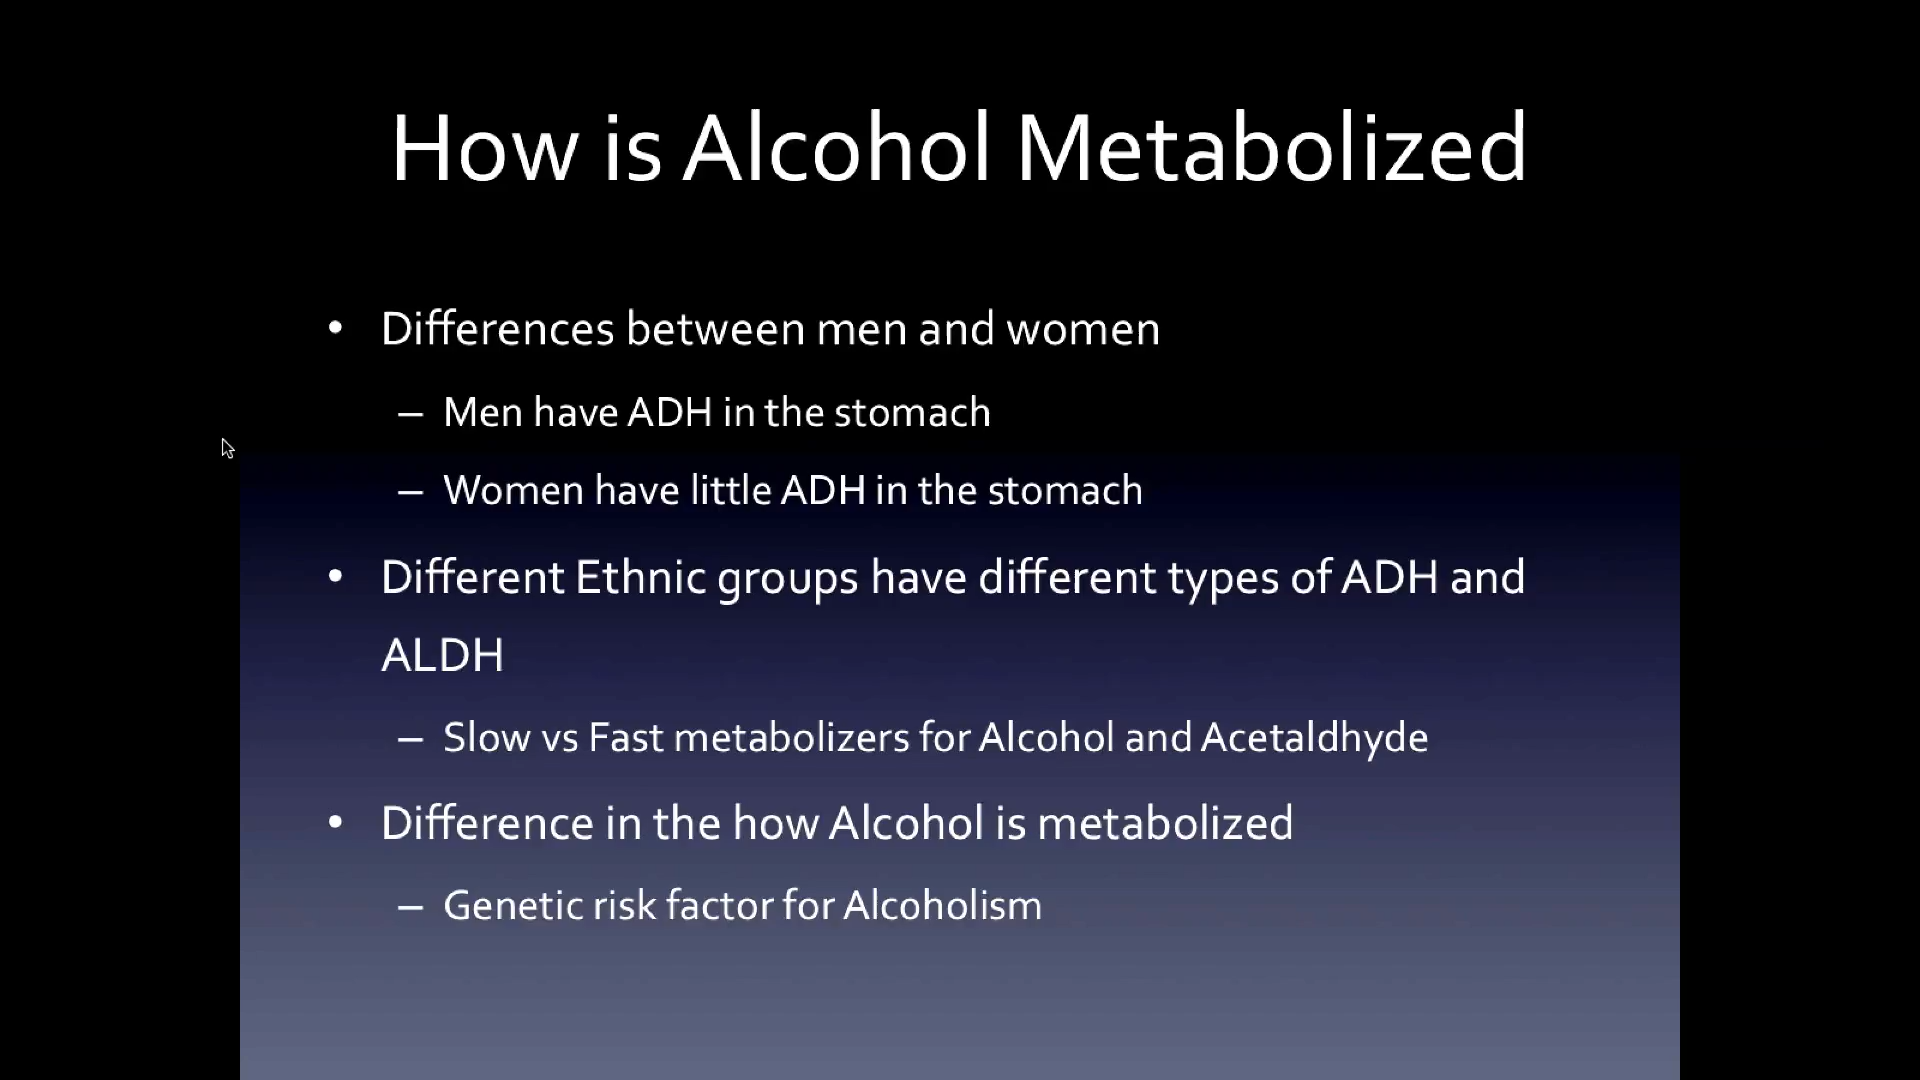 How is Alcohol Metabolized
• Differences between men and women
– Men have ADH in the stomach
– Women have little ADH in the stomach
• Different Ethnic groups have different types of ADH and
ALDH
– Slow vs Fast metabolizers for Alcohol and Acetaldhyde
• Difference in the how Alcohol is metabolized
– Genetic risk factor for Alcoholism